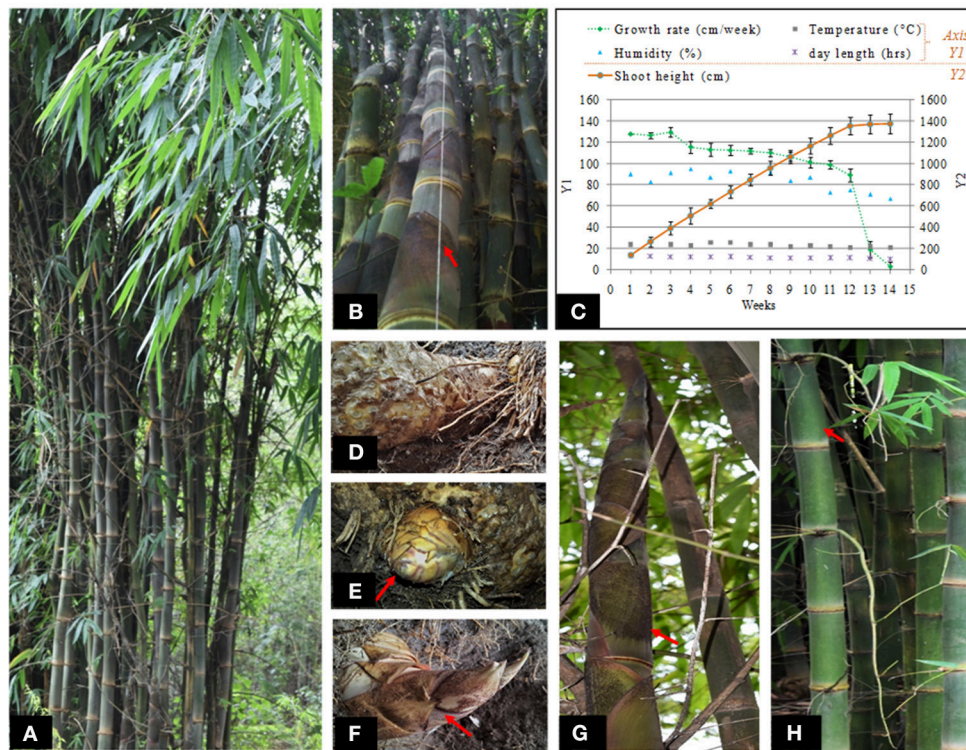 Growth rate (cm/week) Temperature (°C) Axis
Humidity (%) day length (hrs) Y1
Shoot height (cm) Y2
160 1600
140 1400
120 1200
100 1000
80 800
60 600
40 400
20 200
0 0
Y1
Y2
0 1 2 3 4 5 6 7 8 9 10 11 12 13 14 15
Weeks
A
B
C
D
E
F
G
H